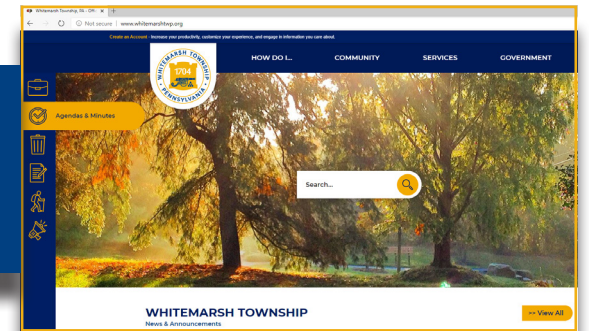 Whitemarsh Township, PA - Offi
Not secure | www.whitemarshtwp.org
Create an Account - Increase your productivity, customize your experience, and engage in information you care about.
HOW DO I... COMMUNITY SERVICES GOVERNMENT
WHITEMARSH TOWNSHIP
1704
PENNSYLVANIA
Agendas & Minutes
Search...
WHITEMARSH TOWNSHIP
>> View All
News & Announcements